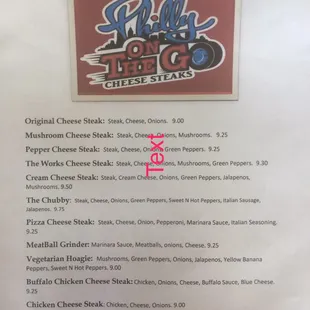 Philly
ON
THE GO
CHEESE STEAKS
Original Cheese Steak: Steak, Cheese, Onions. 9.00
Mushroom Cheese Steak: Steak, Cheese, Onions, Mushrooms. 9.25
Pepper Cheese Steak: Steak, Cheese, Onions, Green Peppers. 9.25
The Works Cheese Steak: Steak, Cheese, Onions, Mushrooms, Green Peppers. 9.30
Cream Cheese Steak: Steak, Cream Cheese, Onions, Green Peppers, Jalapenos,
Mushrooms. 9.50
The Chubby: Steak, Cheese, Onions, Green Peppers, Sweet N Hot Peppers, Italian Sausage,
Jalapenos. 9.75
Pizza Cheese Steak: Steak, Cheese, Onion, Pepperoni, Marinara Sauce, Italian Seasoning.
9.25
MeatBall Grinder: Marinara Sauce, Meatballs, onions, Cheese. 9.25
Vegetarian Hoagie: Mushrooms, Green Peppers, Onions, Jalapenos, Yellow Banana
Peppers, Sweet N Hot Peppers. 9.00
Buffalo Chicken Cheese Steak: Chicken, Onions, Cheese, Buffalo Sauce, Blue Cheese.
9.25
Chicken Cheese Steak: Chicken, Cheese, Onions. 9.00
Text